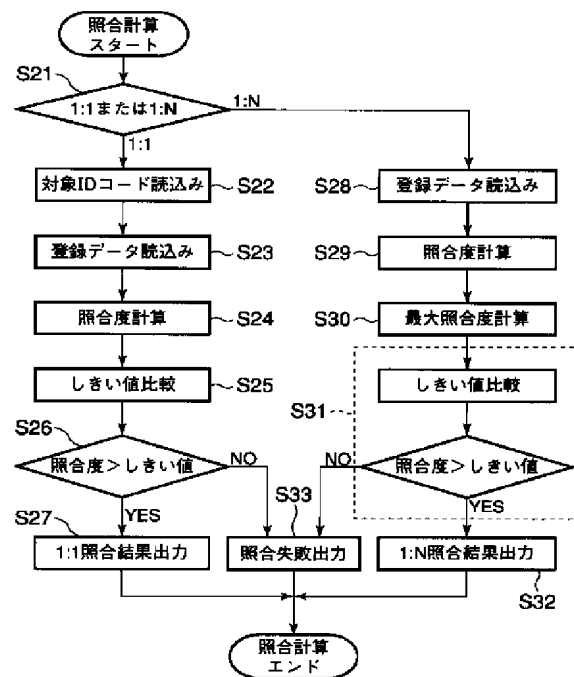 照合計算
スタート
S21
1:1または1:N
1:N
1:1
対象IDコード読込み
S22
登録データ読込み
S23
照合度計算
S24
しきい値比較
S25
S26
照合度>しきい値
NO
YES
S27
1:1照合結果出力
S28
登録データ読込み
S29
照合度計算
S30
最大照合度計算
S31
しきい値比較
照合度>しきい値
NO
YES
S33
照合失敗出力
1:N照合結果出力
S32
照合計算
エンド